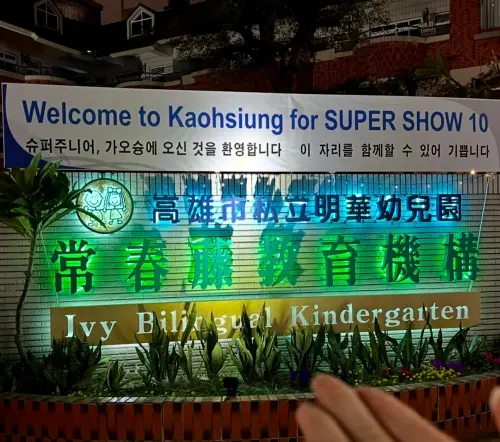 Welcome to Kaohsiung for SUPER SHOW 10
슈퍼주니어, 가오슝에 오신 것을 환영합니다 이 자리를 함께할 수 있어 기쁩니다
高雄市私立明華幼兒園
常春藤教育機構
Ivy Bilingual Kindergarten